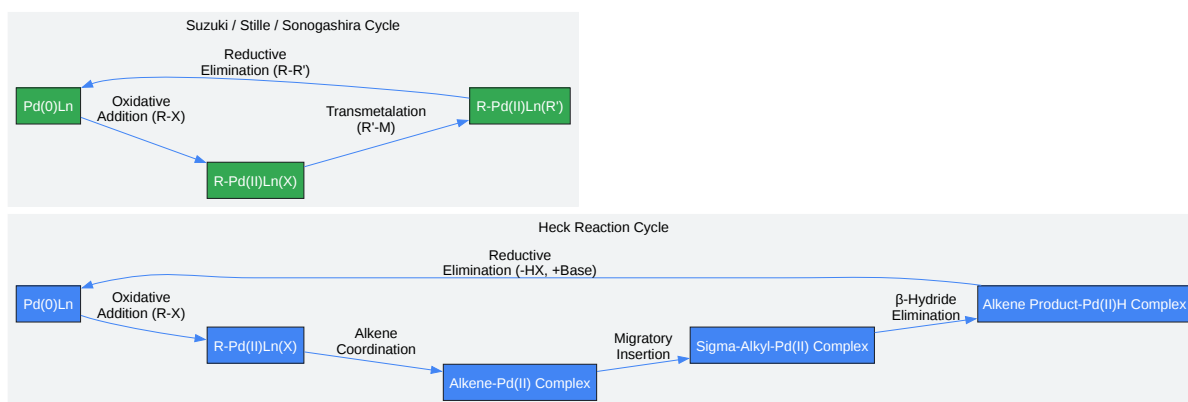 Suzuki / Stille / Sonogashira Cycle
Reductive
Elimination (R-R')
Pd(0)Ln
Oxidative
Addition (R-X)
Transmetalation
(R'-M)
R-Pd(II)Ln(R')
R-Pd(II)Ln(X)
Heck Reaction Cycle
Reductive
Elimination (-HX, +Base)
Pd(0)Ln
Oxidative
Addition (R-X)
β-Hydride
Elimination
Alkene Product-Pd(II)H Complex
R-Pd(II)Ln(X)
Alkene
Coordination
Migratory
Insertion
Sigma-Alkyl-Pd(II) Complex
Alkene-Pd(II) Complex